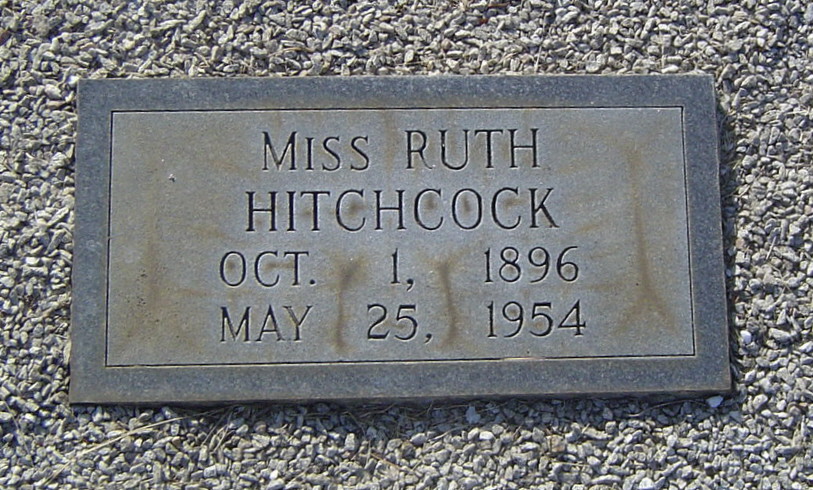 Miss RUTH
HITCHCOCK
OCT. 1, 1896
MAY 25, 1954